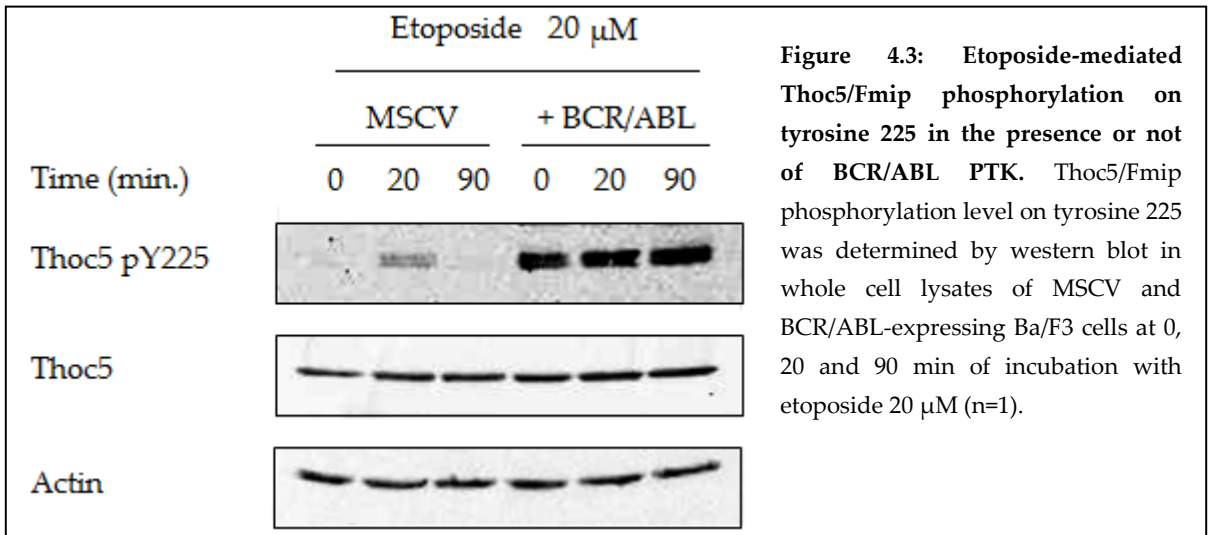 Etoposide 20 μM
MSCV + BCR/ABL
Time (min.) 0 20 90 0 20 90
Thoc5 pY225
Thoc5
Actin
Figure 4.3: Etoposide-mediated
Thoc5/Fmip phosphorylation on
tyrosine 225 in the presence or not
of BCR/ABL PTK. Thoc5/Fmip
phosphorylation level on tyrosine 225
was determined by western blot in
whole cell lysates of MSCV and
BCR/ABL-expressing Ba/F3 cells at 0,
20 and 90 min of incubation with
etoposide 20 μM (n=1).